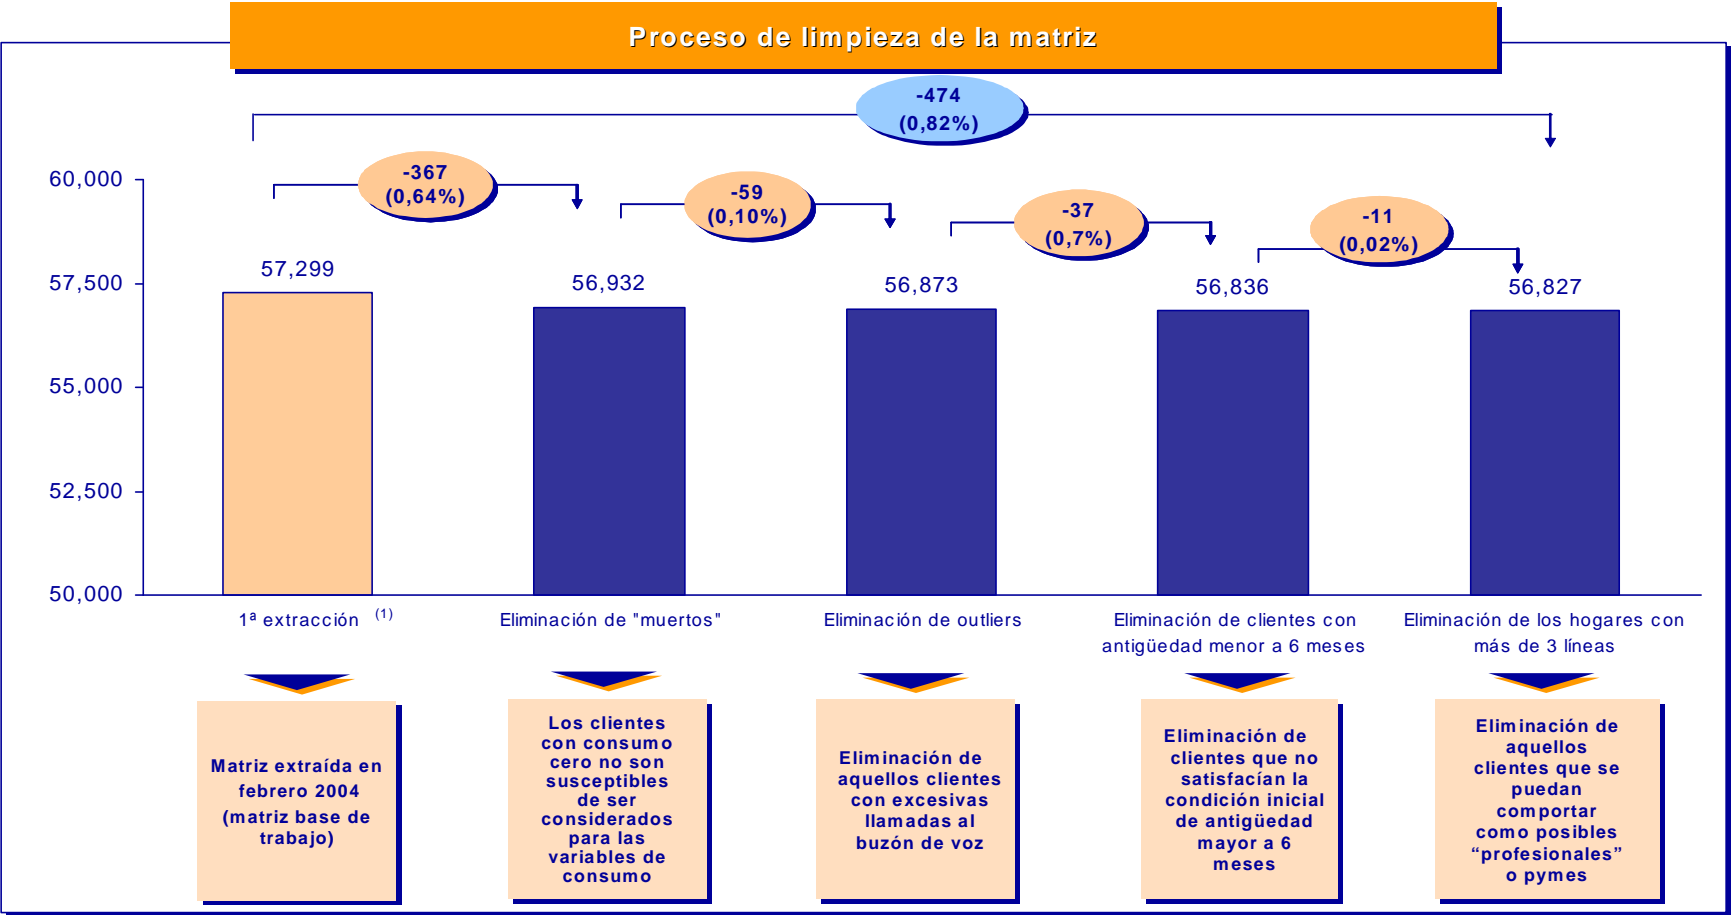 Proceso de limpieza de la matriz
-474
(0,82%)
-367
(0,64%)
-59
(0,10%)
-37
(0,7%)
-11
(0,02%)
60,000
57,500
55,000
52,500
50,000
57,299
56,932
56,873
56,836
56,827
1ª extracción (1)
Eliminación de "muertos"
Eliminación de outliers
Eliminación de clientes con
antigüedad menor a 6 meses
Eliminación de los hogares con
más de 3 líneas
Matriz extraída en
febrero 2004
(matriz base de
trabajo)
Los clientes
con consumo
cero no son
susceptibles
de ser
considerados
para las
variables de
consumo
Eliminación de
aquellos clientes
con excesivas
llamadas al
buzón de voz
Eliminación de
clientes que no
satisfacían la
condición inicial
de antigüedad
mayor a 6
meses
Eliminación de
aquellos
clientes que se
puedan
comportar
como posibles
“profesionales”
o pymes